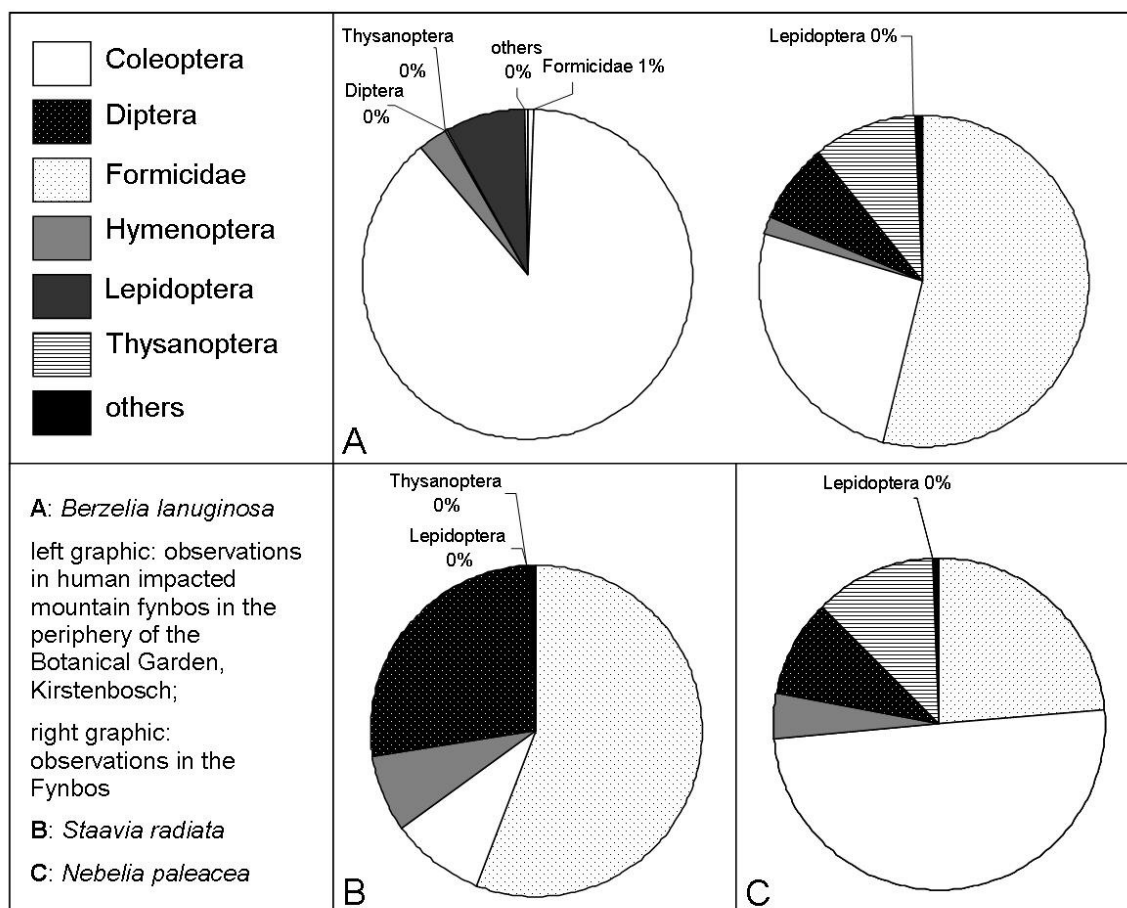 Coleoptera
Diptera
Formicidae
Hymenoptera
Lepidoptera
Thysanoptera
others
Thysanoptera
0%
Diptera
0%
others
0%
Formicidae 1%
Lepidoptera 0%
A
A: Berzelia lanuginosa
left graphic: observations
in human impacted
mountain fynbos in the
periphery of the
Botanical Garden,
Kirstenbosch;
right graphic:
observations in the
Fynbos
B: Staavia radiata
C: Nebelia paleacea
Thysanoptera
0%
Lepidoptera
0%
B
Lepidoptera 0%
C